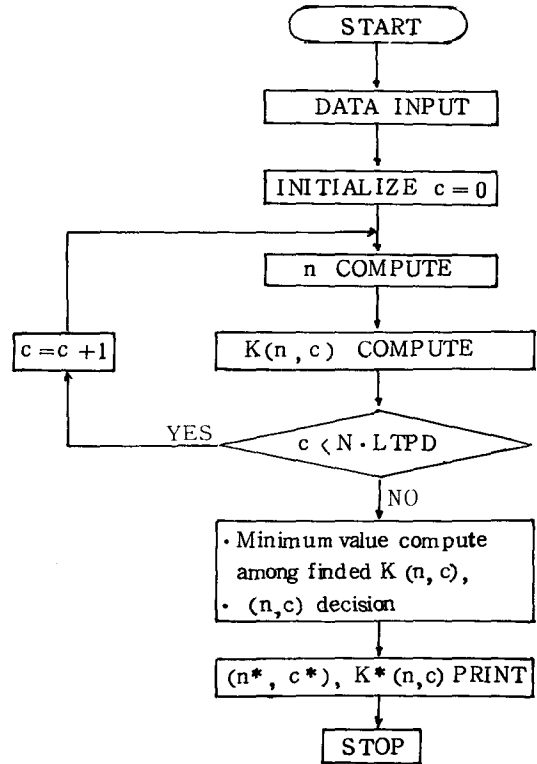 START
DATA INPUT
INITIALIZE c = 0
n COMPUTE
c = c + 1
K(n, c) COMPUTE
YES
c < N · LTPD
NO
· Minimum value compute
among finded K (n, c),
· (n,c) decision
(n*, c*), K* (n,c) PRINT
STOP